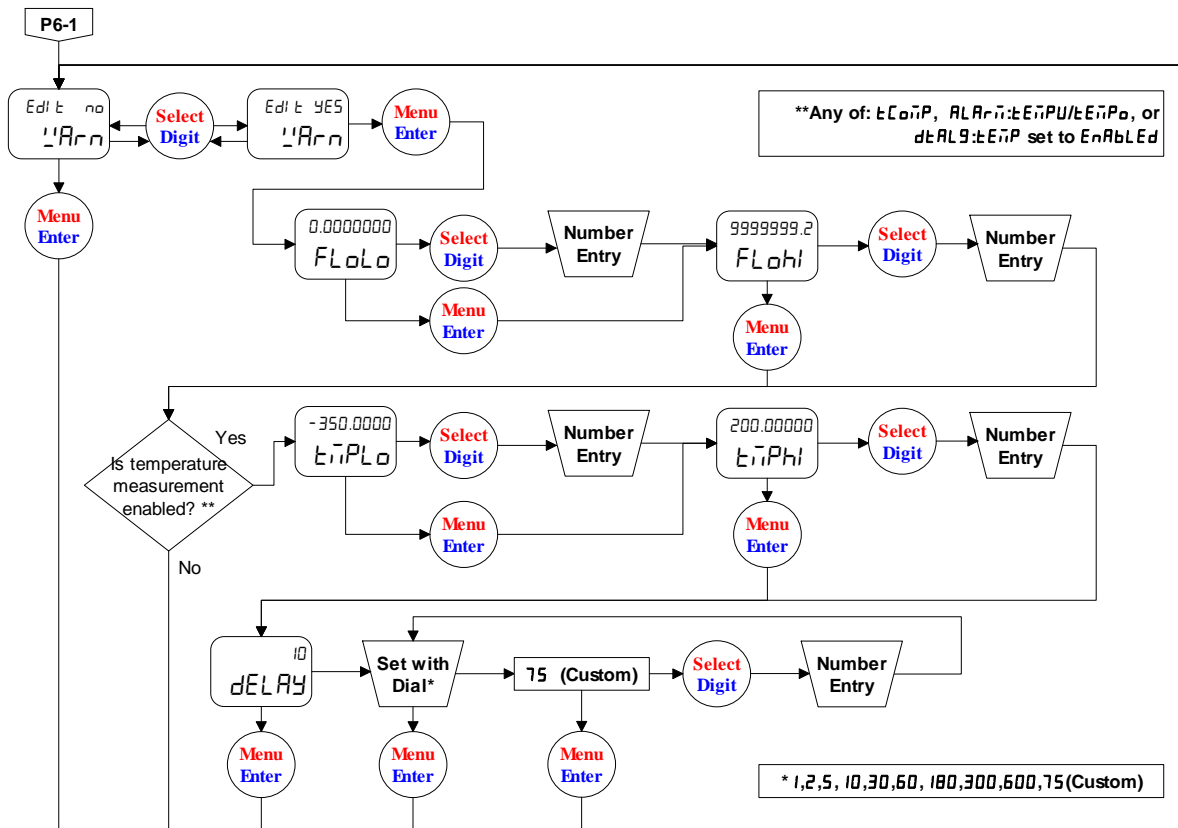 P6-1
Edit no
WArn
Select
Digit
Edit YES
WArn
Menu
Enter
**Any of: tComP, ALArm:tEmPU/tEmPo, or
dtAL9:tEmP set to EnAbLEd
Menu
Enter
0.0000000
FLoLo
Select
Digit
Number
Entry
9999999.2
FLohI
Select
Digit
Number
Entry
Menu
Enter
Menu
Enter
Is temperature
measurement
enabled? **
Yes
No
-350.0000
tmPLo
Select
Digit
Number
Entry
200.00000
tmPhI
Select
Digit
Number
Entry
Menu
Enter
Menu
Enter
10
dELAY
Set with
Dial*
75 (Custom)
Select
Digit
Number
Entry
Menu
Enter
Menu
Enter
Menu
Enter
*1,2,5,10,30,60,180,300,600,75(Custom)